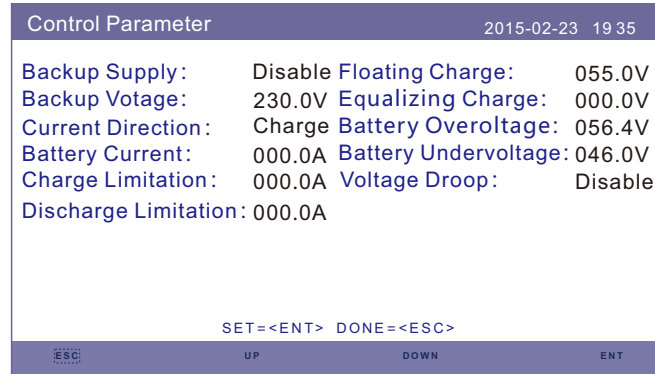 Control Parameter 2015-02-23 19 35
Backup Supply: Disable Floating Charge: 055.0V
Backup Votage: 230.0V Equalizing Charge: 000.0V
Current Direction: Charge Battery Overoltage: 056.4V
Battery Current: 000.0A Battery Undervoltage: 046.0V
Charge Limitation: 000.0A Voltage Droop: Disable
Discharge Limitation: 000.0A
SET=<ENT> DONE=<ESC>
ESC UP DOWN ENT